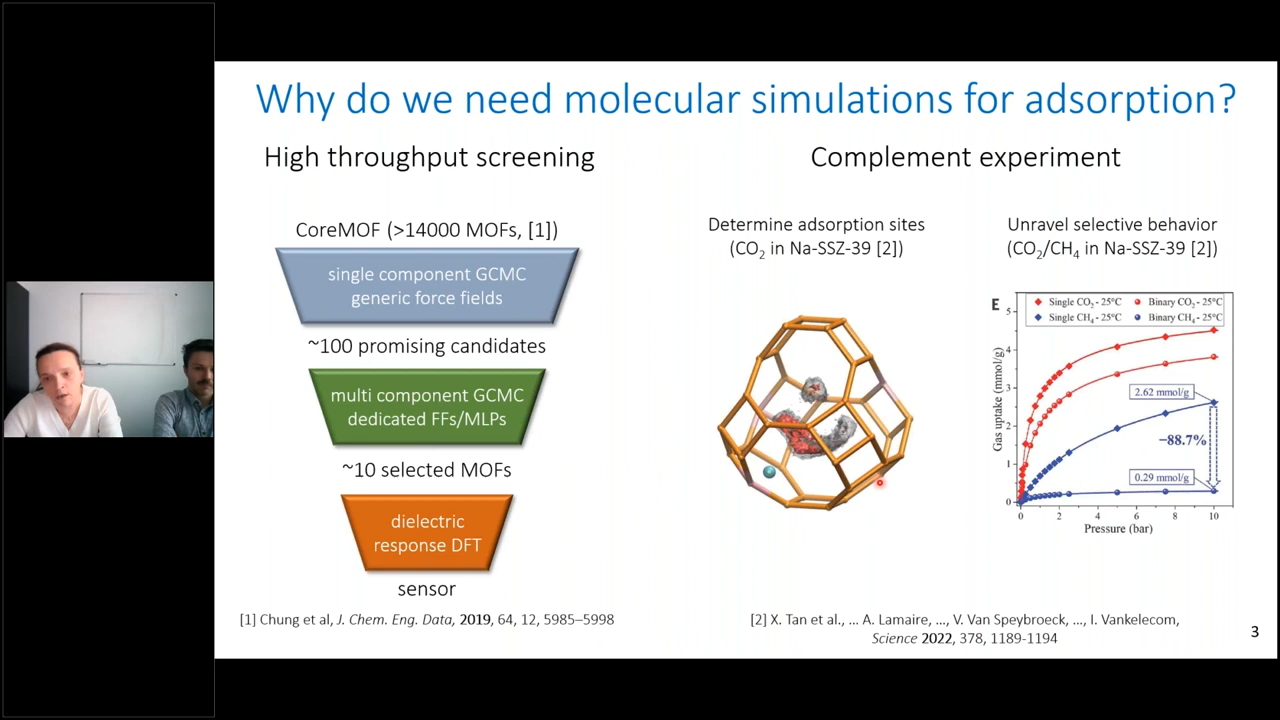 Why do we need molecular simulations for adsorption?
High throughput screening
CoreMOF (>14000 MOFs, [1])
single component GCMC
generic force fields
~100 promising candidates
multi component GCMC
dedicated FFs/MLPs
~10 selected MOFs
dielectric
response DFT
sensor
[1] Chung et al, J. Chem. Eng. Data, 2019, 64, 12, 5985–5998
Complement experiment
Determine adsorption sites
(CO₂ in Na-SSZ-39 [2])
Unravel selective behavior
(CO₂/CH₄ in Na-SSZ-39 [2])
E
Single CO₂ - 25°C
Binary CO₂ - 25°C
Single CH₄ - 25°C
Binary CH₄ - 25°C
Gas uptake (mmol/g)
5
4
3
2
1
0
2.62 mmol/g
−88.7%
0.29 mmol/g
0 2 4 6 8 10
Pressure (bar)
[2] X. Tan et al., ... A. Lamaire, ..., V. Van Speybroeck, ..., I. Vankelecom,
Science 2022, 378, 1189-1194
3